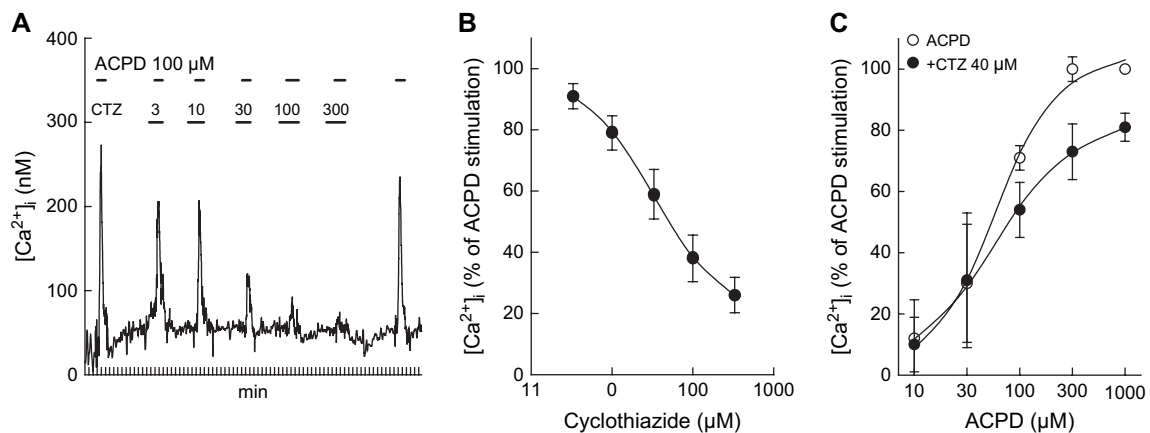 A
400
300
200
100
0
[Ca²⁺]ᵢ (nM)
ACPD 100 μM
CTZ 3 10 30 100 300
min
B
100
80
60
40
20
0
[Ca²⁺]ᵢ (% of ACPD stimulation)
11 0 100 1000
Cyclothiazide (μM)
C
ACPD
+CTZ 40 μM
100
80
60
40
20
0
[Ca²⁺]ᵢ (% of ACPD stimulation)
10 30 100 300 1000
ACPD (μM)